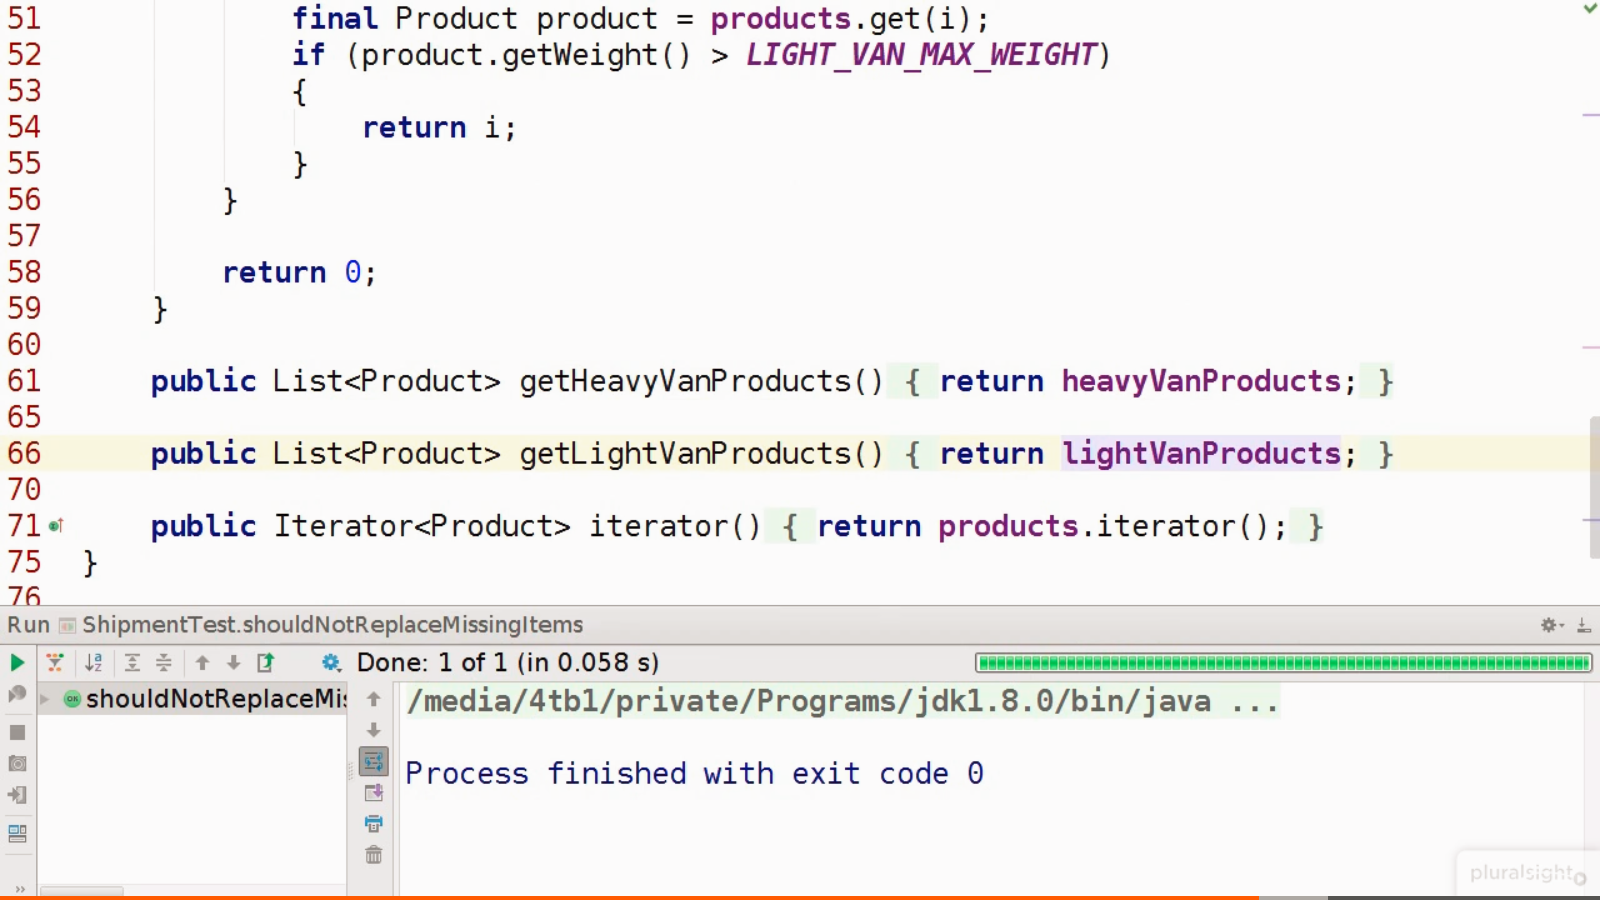 51 final Product product = products.get(i);
52 if (product.getWeight() > LIGHT_VAN_MAX_WEIGHT)
53 {
54 return i;
55 }
56 }
57
58 return 0;
59 }
60
61 public List<Product> getHeavyVanProducts() { return heavyVanProducts; }
65
66 public List<Product> getLightVanProducts() { return lightVanProducts; }
70
71 public Iterator<Product> iterator() { return products.iterator(); }
75 }
76
Run ShipmentTest.shouldNotReplaceMissingItems
Done: 1 of 1 (in 0.058 s)
OK shouldNotReplaceMis
/media/4tb1/private/Programs/jdk1.8.0/bin/java ...
Process finished with exit code 0
pluralsight